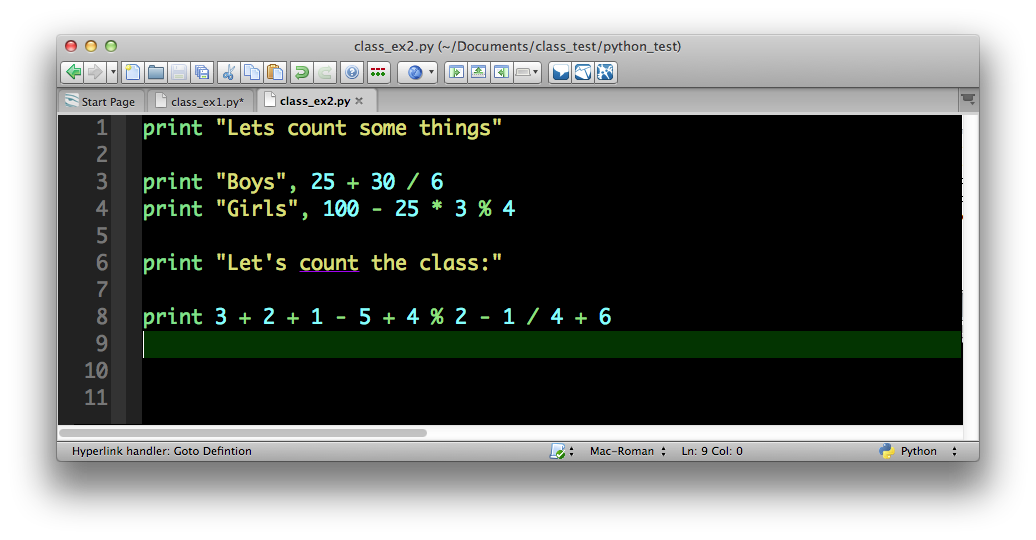 class_ex2.py (~/Documents/class_test/python_test)
Start Page class_ex1.py* class_ex2.py
1 print "Lets count some things"
2
3 print "Boys", 25 + 30 / 6
4 print "Girls", 100 - 25 * 3 % 4
5
6 print "Let's count the class:"
7
8 print 3 + 2 + 1 - 5 + 4 % 2 - 1 / 4 + 6
9
10
11
Hyperlink handler: Goto Defintion Mac-Roman Ln: 9 Col: 0 Python